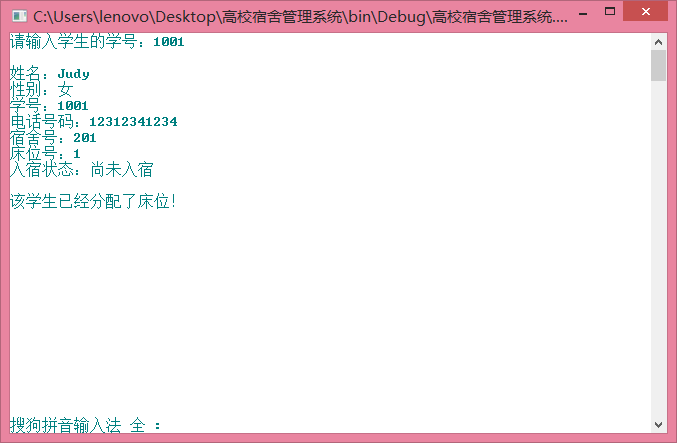 C:\Users\lenovo\Desktop\高校宿舍管理系统\bin\Debug\高校宿舍管理系统....
请输入学生的学号：1001
姓名：Judy
性别：女
学号：1001
电话号码：12312341234
宿舍号：201
床位号：1
入宿状态：尚未入宿
该学生已经分配了床位！
搜狗拼音输入法 全 ：